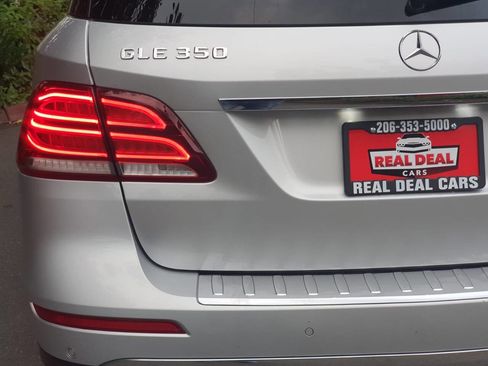 GLE 350
206-353-5000
REAL DEAL
CARS
REAL DEAL CARS